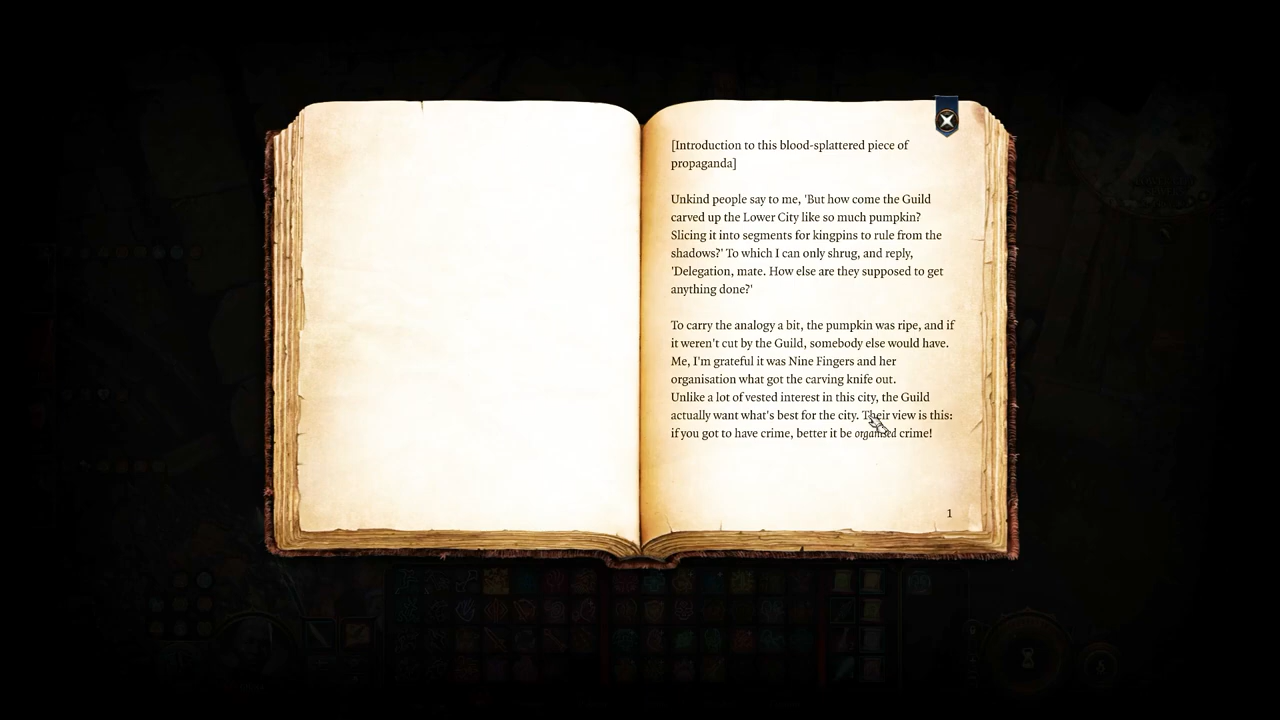 [Introduction to this blood-splattered piece of
propaganda]
Unkind people say to me, 'But how come the Guild
carved up the Lower City like so much pumpkin?
Slicing it into segments for kingpins to rule from the
shadows?' To which I can only shrug, and reply,
'Delegation, mate. How else are they supposed to get
anything done?'
To carry the analogy a bit, the pumpkin was ripe, and if
it weren't cut by the Guild, somebody else would have.
Me, I'm grateful it was Nine Fingers and her
organisation what got the carving knife out.
Unlike a lot of vested interest in this city, the Guild
actually want what's best for the city. Their view is this:
if you got to have crime, better it be organised crime!
1